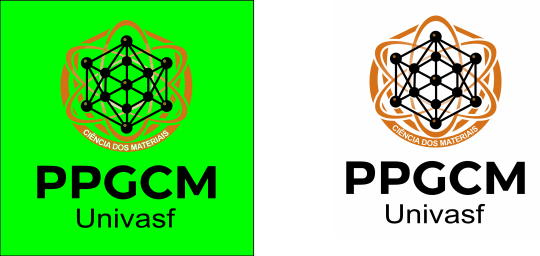 CIÊNCIA DOS MATERIAIS
PPGCM
Univasf
CIÊNCIA DOS MATERIAIS
PPGCM
Univasf